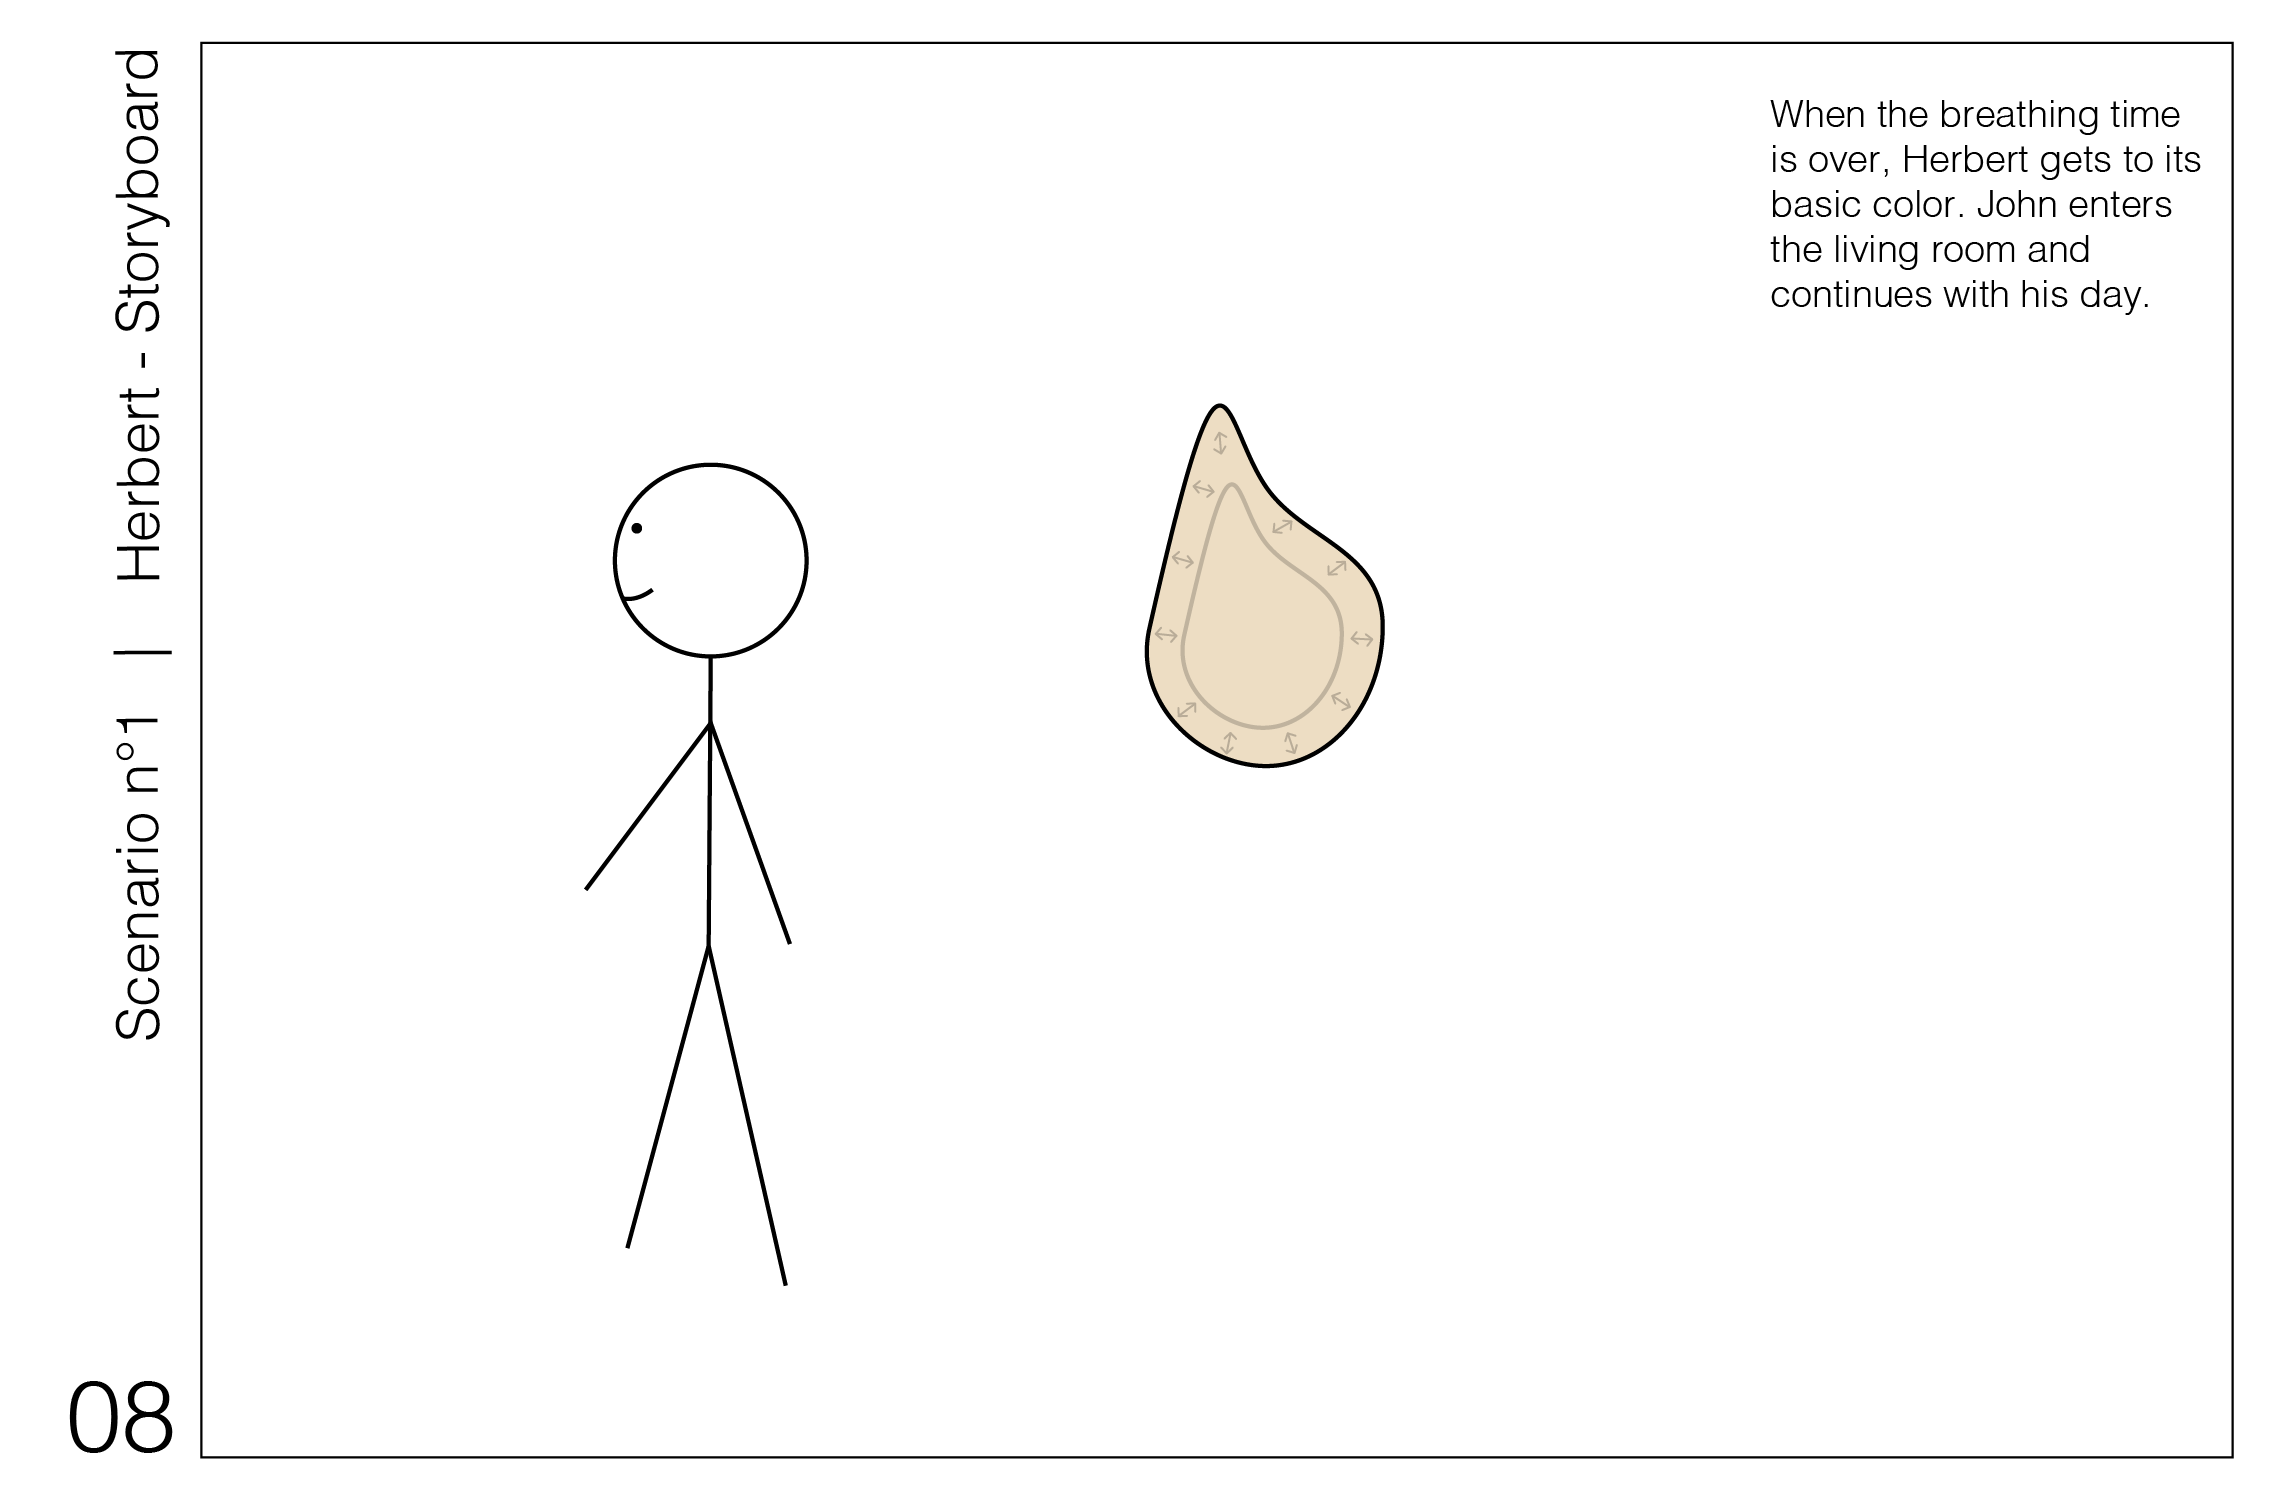 Scenario n°1 | Herbert - Storyboard
When the breathing time
is over, Herbert gets to its
basic color. John enters
the living room and
continues with his day.
08